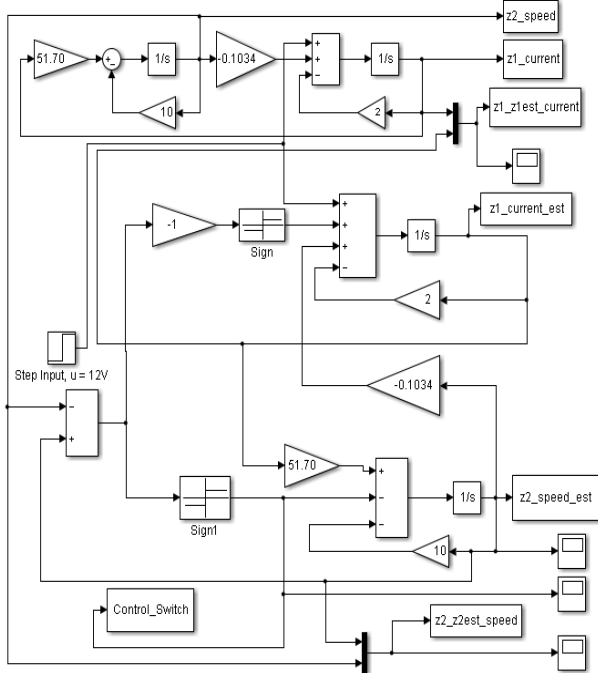 z2_speed
51.70
1/s
-0.1034
1/s
z1_current
10
2
z1_z1est_current
-1
Sign
1/s
z1_current_est
2
Step Input, u = 12V
-0.1034
51.70
Sign1
1/s
z2_speed_est
10
Control_Switch
z2_z2est_speed